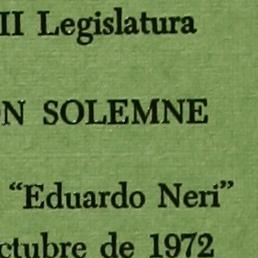 II Legislatura
N SOLEMNE
“Eduardo Neri”
ctubre de 1972